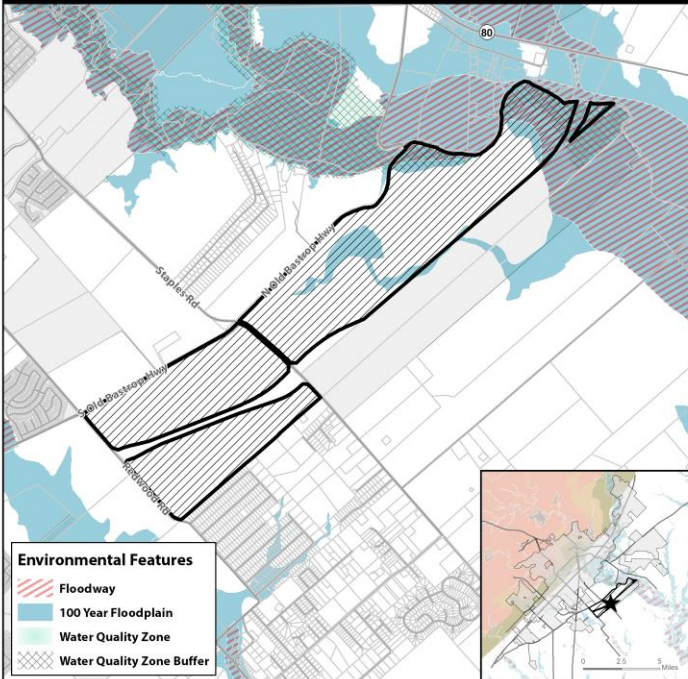 80
N Old Bastrop Hwy
Staples Rd
S Old Bastrop Hwy
Redwood Rd
Environmental Features
Floodway
100 Year Floodplain
Water Quality Zone
Water Quality Zone Buffer
0 2.5 5
Miles